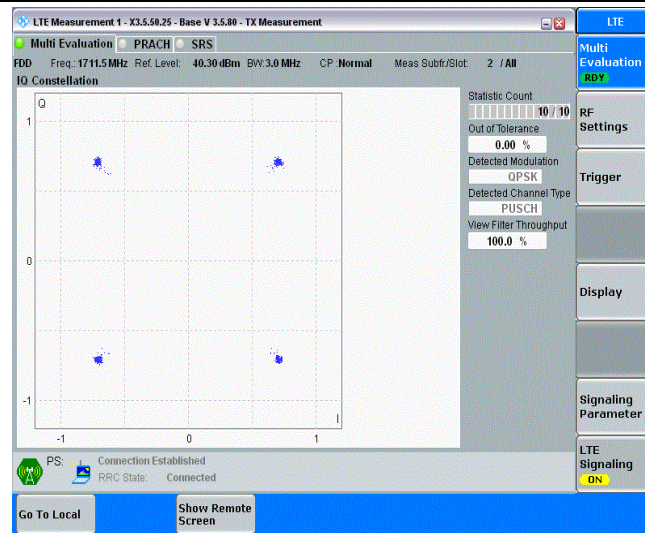 LTE Measurement 1 - X3.5.50.25 - Base V 3.5.80 - TX Measurement
LTE
Multi Evaluation PRACH SRS
Multi
Evaluation
RDY
FDD Freq.: 1711.5 MHz Ref. Level: 40.30 dBm BW:3.0 MHz CP :Normal Meas Subfr./Slot: 2 / All
IQ Constellation
Q
1
0
-1
-1
0
1
I
Statistic Count
10 / 10
Out of Tolerance
0.00 %
Detected Modulation
QPSK
Detected Channel Type
PUSCH
View Filter Throughput
100.0 %
RF
Settings
Trigger
Display
Signaling
Parameter
LTE
Signaling
ON
PS: Connection Established
RRC State: Connected
Go To Local
Show Remote
Screen